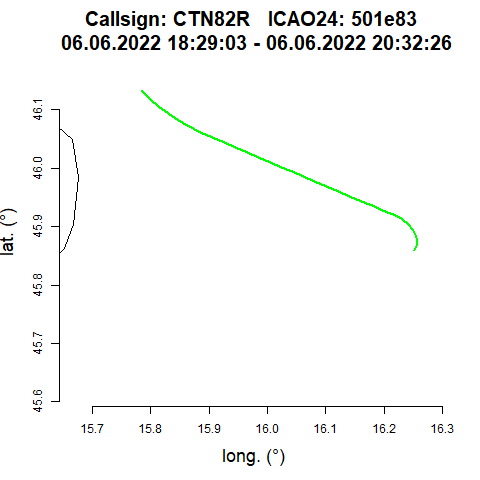 Callsign: CTN82R   ICAO24: 501e83
06.06.2022 18:29:03 - 06.06.2022 20:32:26
46.1
46.0
45.9
45.8
45.7
45.6
lat. (°)
15.7 15.8 15.9 16.0 16.1 16.2 16.3
long. (°)